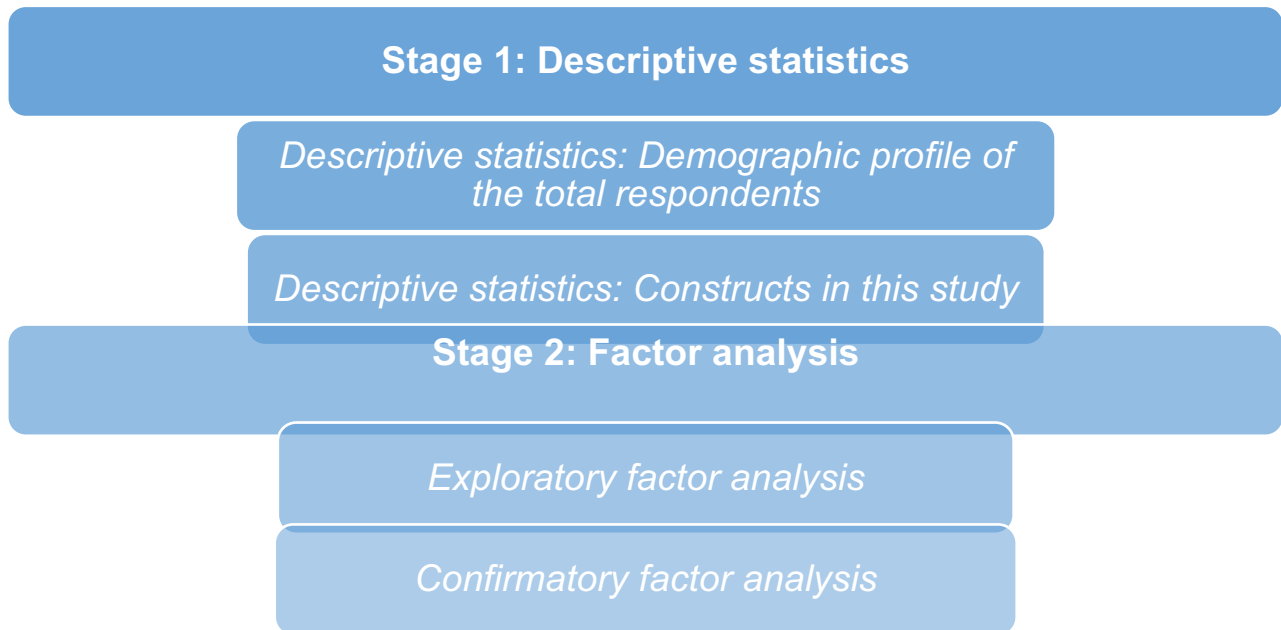 Stage 1: Descriptive statistics
Descriptive statistics: Demographic profile of
the total respondents
Descriptive statistics: Constructs in this study
Stage 2: Factor analysis
Exploratory factor analysis
Confirmatory factor analysis